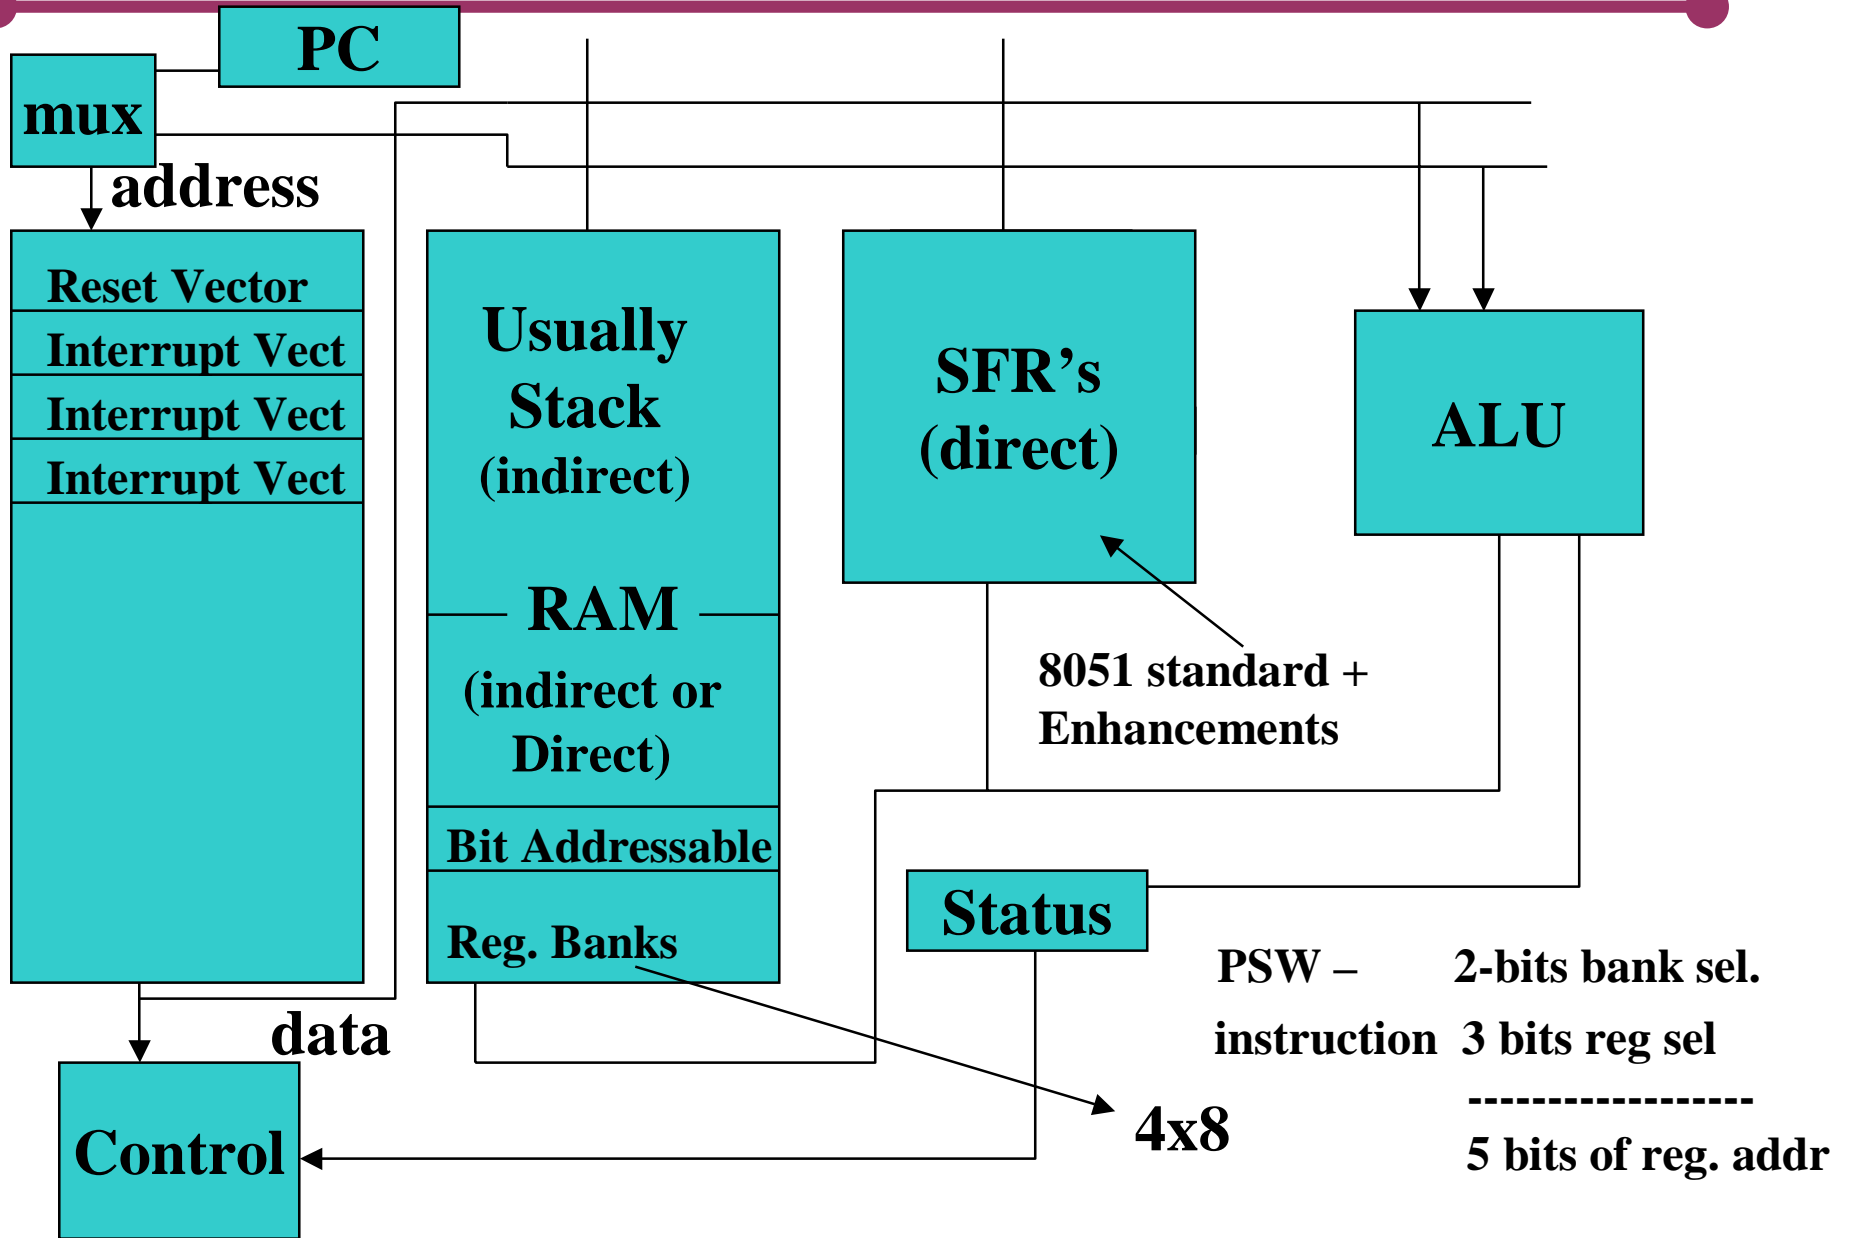 PC
mux
address
Reset Vector
Interrupt Vect
Interrupt Vect
Interrupt Vect
Usually
Stack
(indirect)
RAM
(indirect or
Direct)
Bit Addressable
Reg. Banks
SFR’s
(direct)
ALU
8051 standard +
Enhancements
Status
data
Control
4x8
PSW – 2-bits bank sel.
instruction 3 bits reg sel
------------------
5 bits of reg. addr